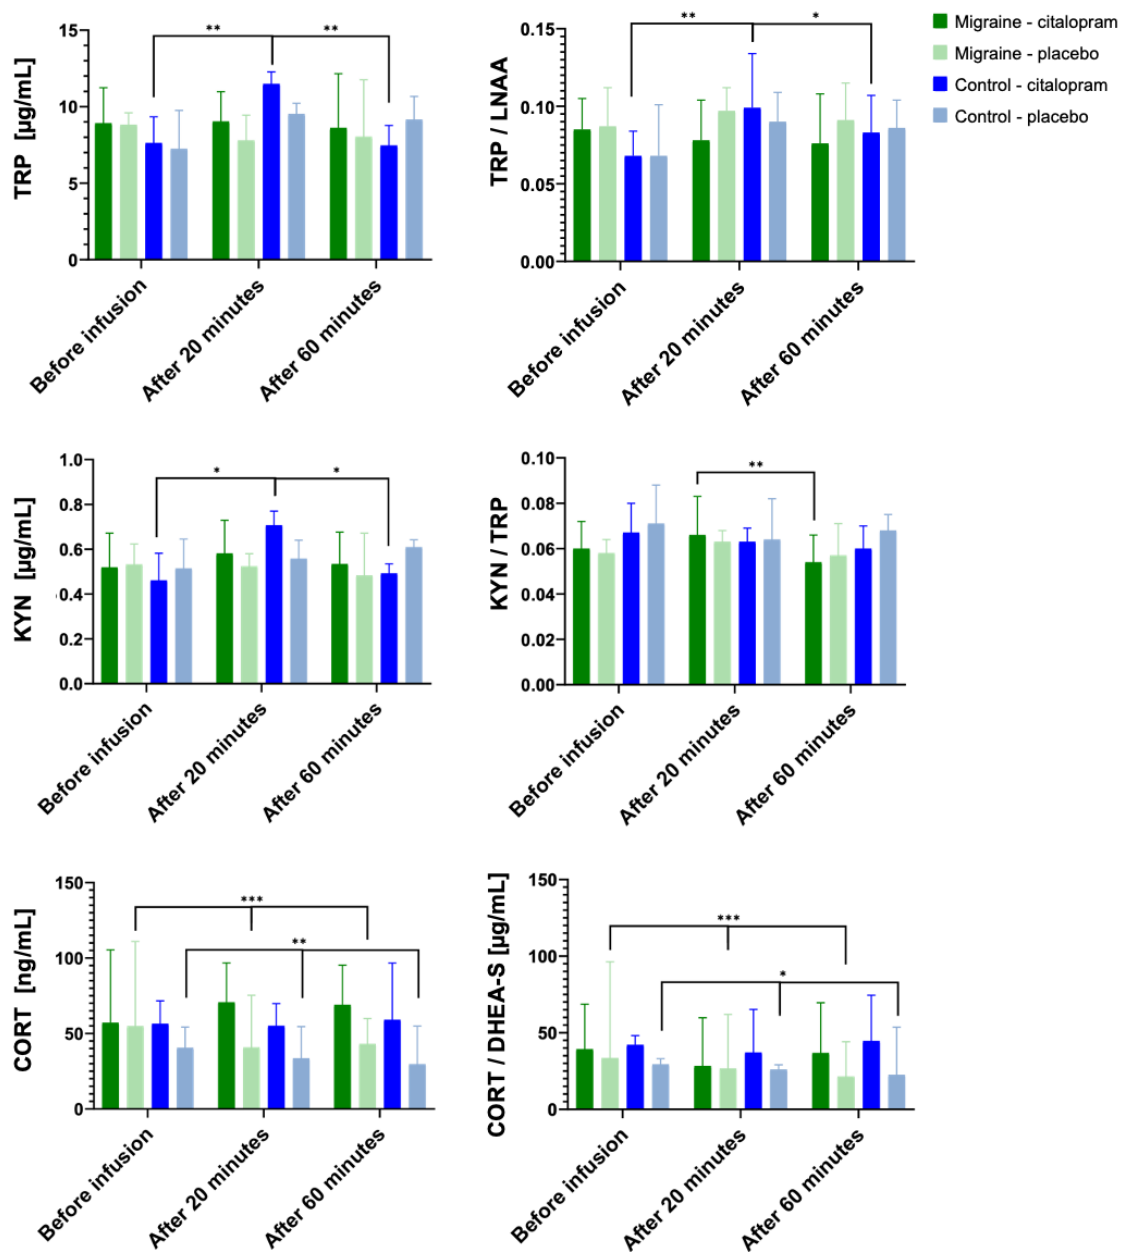 TRP [µg/mL]
15
10
5
0
** **
Before infusion
After 20 minutes
After 60 minutes
TRP / LNAA
0.15
0.10
0.05
0.00
** *
Before infusion
After 20 minutes
After 60 minutes
Migraine - citalopram
Migraine - placebo
Control - citalopram
Control - placebo
KYN [µg/mL]
1.0
0.8
0.6
0.4
0.2
0.0
* *
Before infusion
After 20 minutes
After 60 minutes
KYN / TRP
0.10
0.08
0.06
0.04
0.02
0.00
**
Before infusion
After 20 minutes
After 60 minutes
CORT [ng/mL]
150
100
50
0
***
**
Before infusion
After 20 minutes
After 60 minutes
CORT / DHEA-S [µg/mL]
150
100
50
0
***
*
Before infusion
After 20 minutes
After 60 minutes